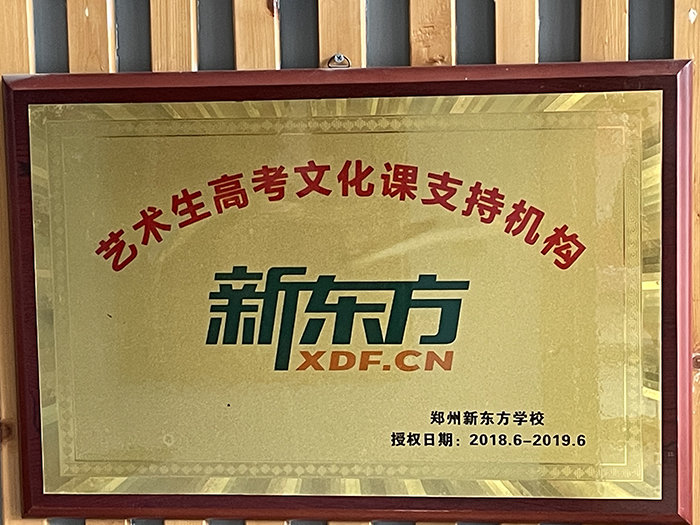 艺术生高考文化课支持机构
新东方
XDF.CN
郑州新东方学校
授权日期：2018.6-2019.6